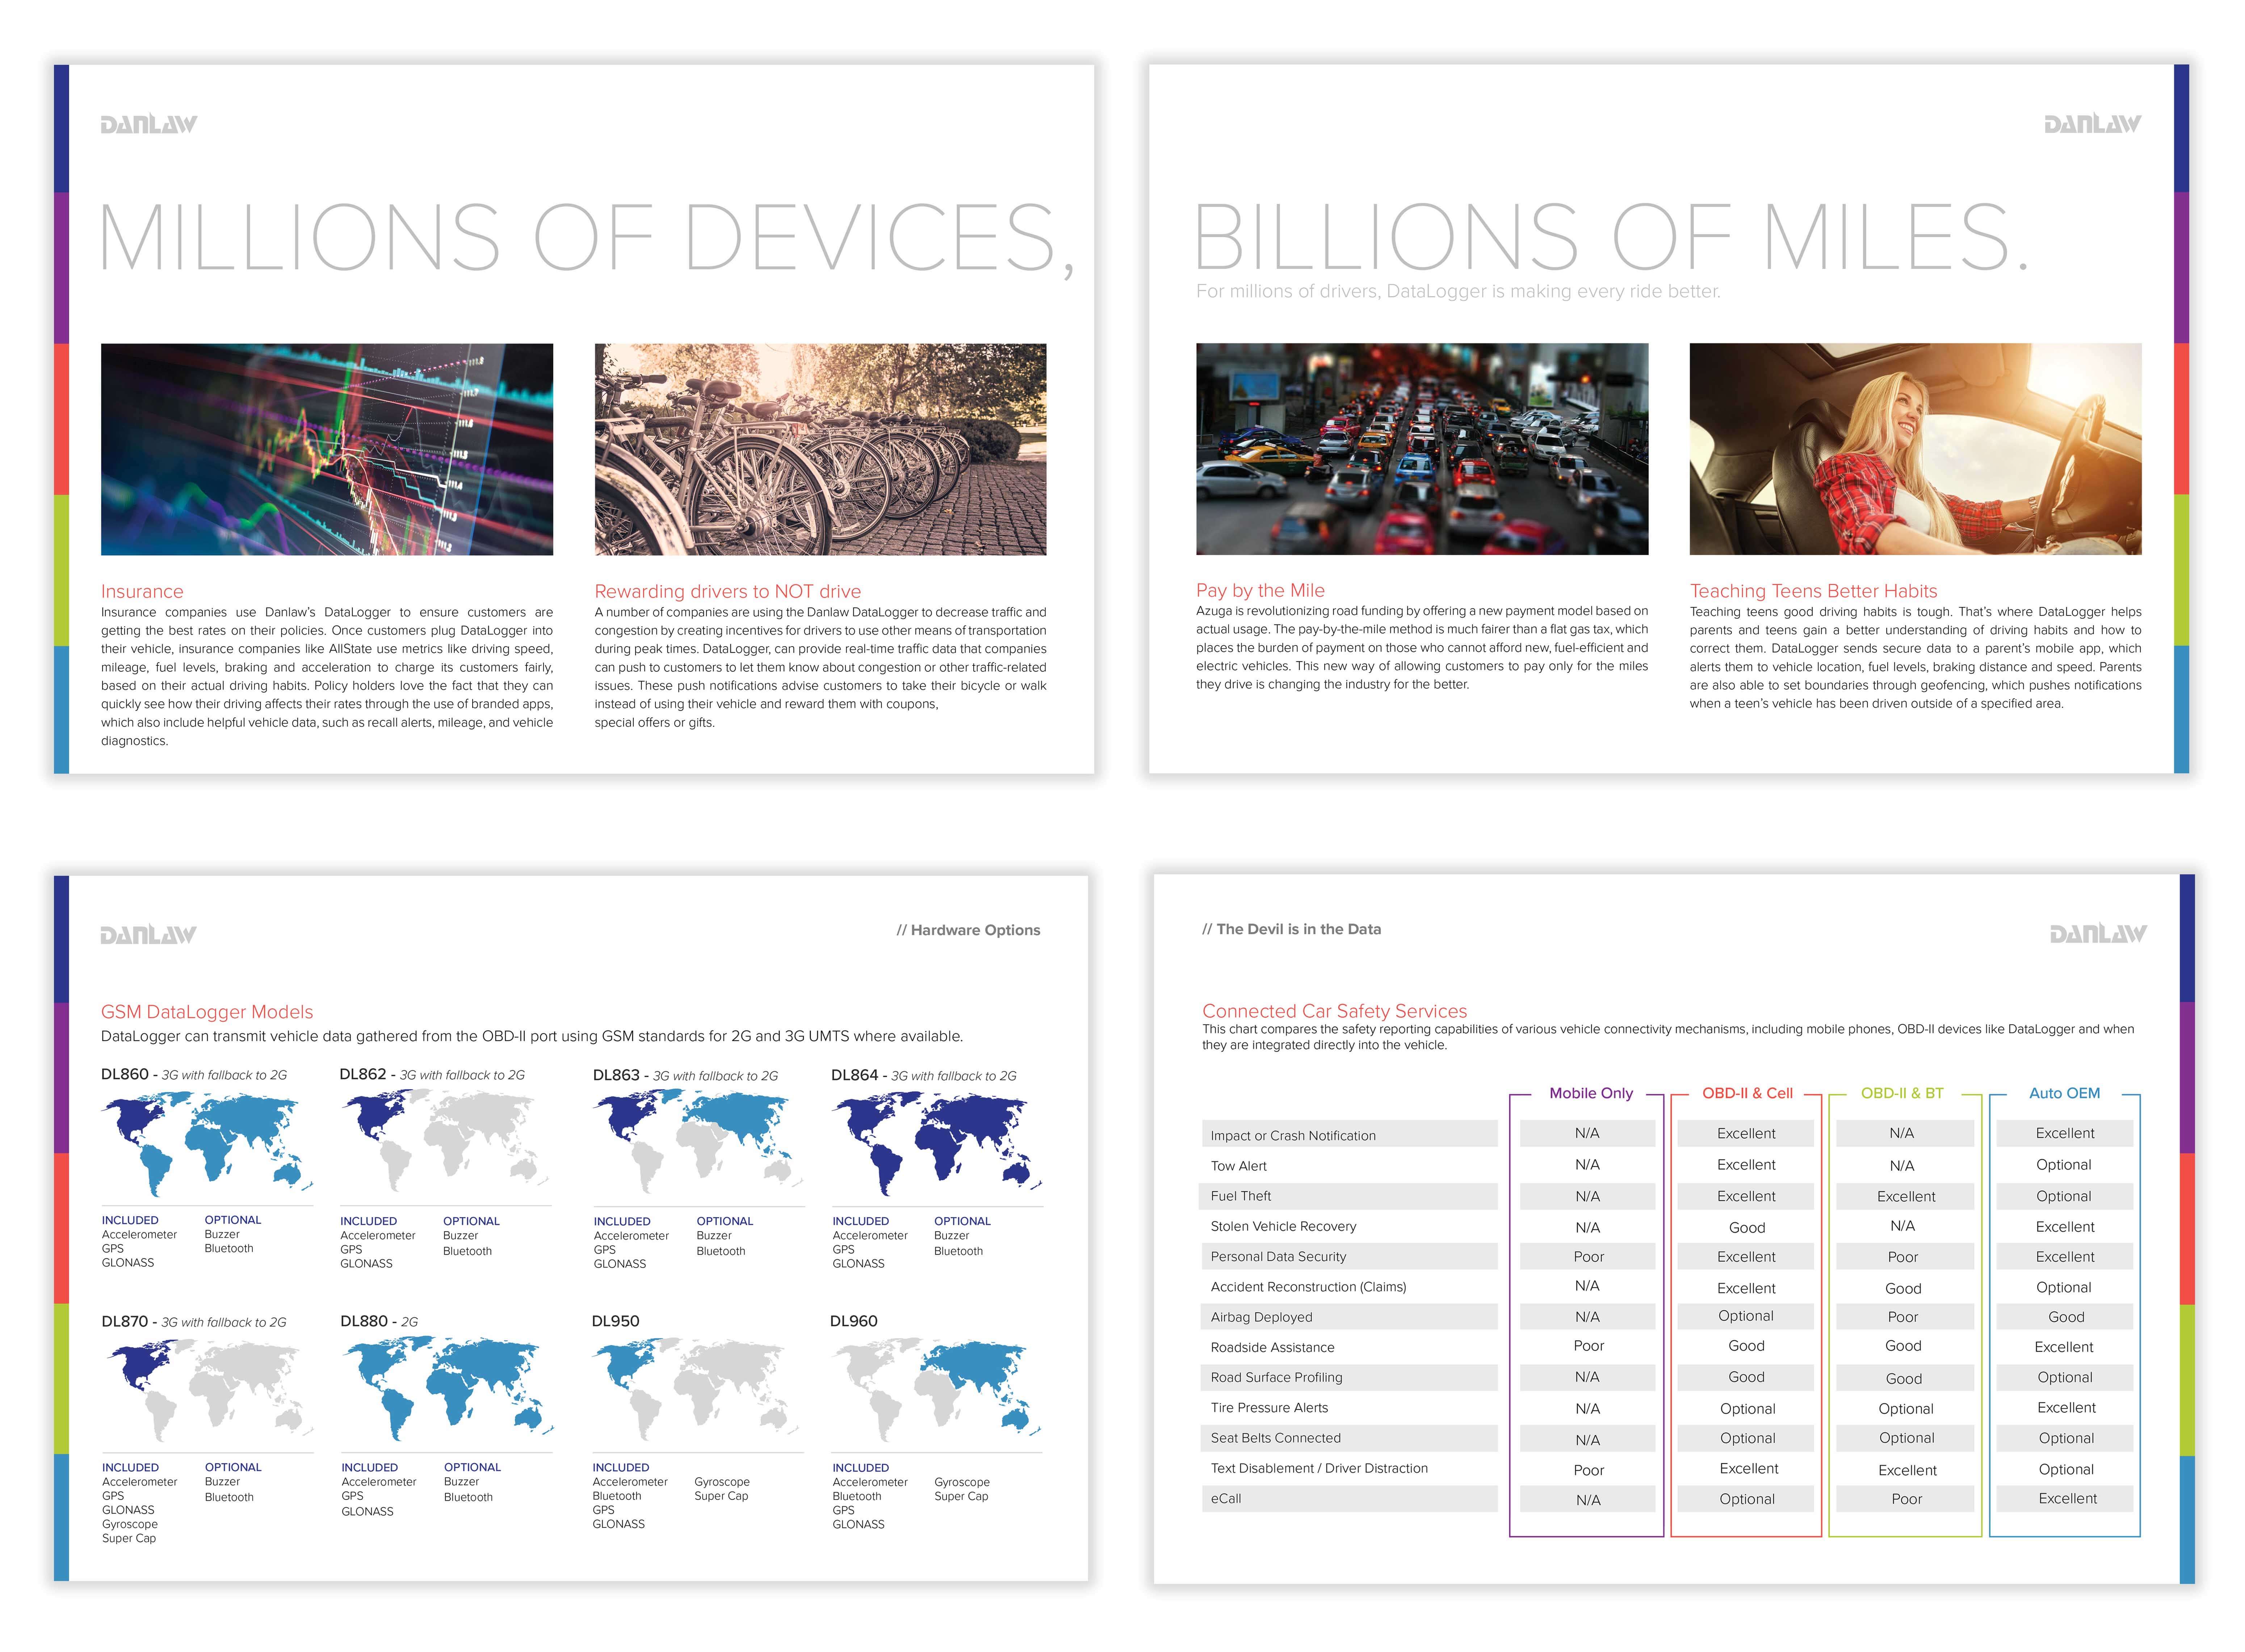 DANLAW
MILLIONS OF DEVICES,
Insurance
Insurance companies use Danlaw's DataLogger to ensure customers are
getting the best rates on their policies. Once customers plug DataLogger into
their vehicle, insurance companies like AllState use metrics like driving speed,
mileage, fuel levels, braking and acceleration to charge its customers fairly,
based on their actual driving habits. Policy holders love the fact that they can
quickly see how their driving affects their rates through the use of branded apps,
which also include helpful vehicle data, such as recall alerts, mileage, and vehicle
diagnostics.
Rewarding drivers to NOT drive
A number of companies are using the Danlaw DataLogger to decrease traffic and
congestion by creating incentives for drivers to use other means of transportation
during peak times. DataLogger, can provide real-time traffic data that companies
can push to customers to let them know about congestion or other traffic-related
issues. These push notifications advise customers to take their bicycle or walk
instead of using their vehicle and reward them with coupons,
special offers or gifts.
DANLAW
BILLIONS OF MILES.
For millions of drivers, DataLogger is making every ride better.
Pay by the Mile
Azuga is revolutionizing road funding by offering a new payment model based on
actual usage. The pay-by-the-mile method is much fairer than a flat gas tax, which
places the burden of payment on those who cannot afford new, fuel-efficient and
electric vehicles. This new way of allowing customers to pay only for the miles
they drive is changing the industry for the better.
Teaching Teens Better Habits
Teaching teens good driving habits is tough. That's where DataLogger helps
parents and teens gain a better understanding of driving habits and how to
correct them. DataLogger sends secure data to a parent's mobile app, which
alerts them to vehicle location, fuel levels, braking distance and speed. Parents
are also able to set boundaries through geofencing, which pushes notifications
when a teen's vehicle has been driven outside of a specified area.
DANLAW
// Hardware Options
GSM DataLogger Models
DataLogger can transmit vehicle data gathered from the OBD-II port using GSM standards for 2G and 3G UMTS where available.
DL860 - 3G with fallback to 2G
INCLUDED
Accelerometer
GPS
GLONASS
OPTIONAL
Buzzer
Bluetooth
DL862 - 3G with fallback to 2G
INCLUDED
Accelerometer
GPS
GLONASS
OPTIONAL
Buzzer
Bluetooth
DL863 - 3G with fallback to 2G
INCLUDED
Accelerometer
GPS
GLONASS
OPTIONAL
Buzzer
Bluetooth
DL864 - 3G with fallback to 2G
INCLUDED
Accelerometer
GPS
GLONASS
OPTIONAL
Buzzer
Bluetooth
DL870 - 3G with fallback to 2G
INCLUDED
Accelerometer
GPS
GLONASS
Gyroscope
Super Cap
OPTIONAL
Buzzer
Bluetooth
DL880 - 2G
INCLUDED
Accelerometer
GPS
GLONASS
OPTIONAL
Buzzer
Bluetooth
DL950
INCLUDED
Accelerometer
Bluetooth
GPS
GLONASS
Gyroscope
Super Cap
DL960
INCLUDED
Accelerometer
Bluetooth
GPS
GLONASS
Gyroscope
Super Cap
// The Devil is in the Data
DANLAW
Connected Car Safety Services
This chart compares the safety reporting capabilities of various vehicle connectivity mechanisms, including mobile phones, OBD-II devices like DataLogger and when
they are integrated directly into the vehicle.
Mobile Only OBD-II & Cell OBD-II & BT Auto OEM
Impact or Crash Notification N/A Excellent N/A Excellent
Tow Alert N/A Excellent N/A Optional
Fuel Theft N/A Excellent Excellent Optional
Stolen Vehicle Recovery N/A Good N/A Excellent
Personal Data Security Poor Excellent Poor Excellent
Accident Reconstruction (Claims) N/A Excellent Good Optional
Airbag Deployed N/A Optional Poor Good
Roadside Assistance Poor Good Good Excellent
Road Surface Profiling N/A Good Good Optional
Tire Pressure Alerts N/A Optional Optional Excellent
Seat Belts Connected N/A Optional Optional Optional
Text Disablement / Driver Distraction Poor Excellent Excellent Optional
eCall N/A Optional Poor Excellent